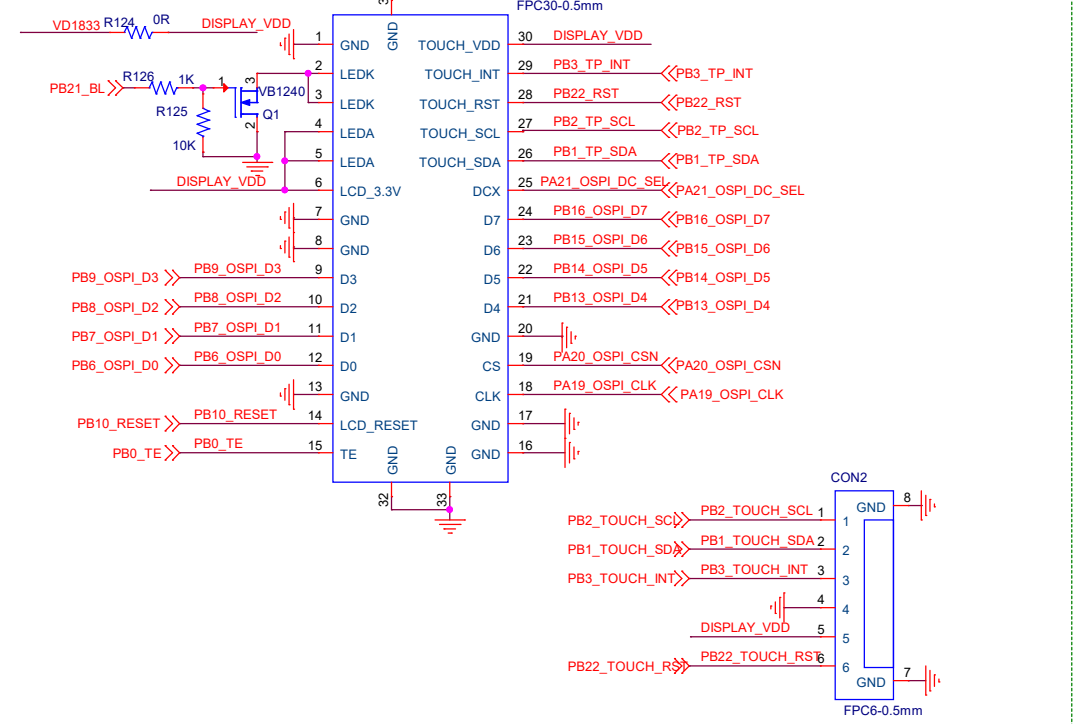 FPC30-0.5mm
VD1833 R124 0R DISPLAY_VDD
1 GND GND TOUCH_VDD 30 DISPLAY_VDD
2 LEDK TOUCH_INT 29 PB3_TP_INT PB3_TP_INT
PB21_BL R126 1K 1 3 VB1240
3 LEDK TOUCH_RST 28 PB22_RST PB22_RST
R125 2 Q1
4 LEDA TOUCH_SCL 27 PB2_TP_SCL PB2_TP_SCL
10K
5 LEDA TOUCH_SDA 26 PB1_TP_SDA PB1_TP_SDA
DISPLAY_VDD 6 LCD_3.3V DCX 25 PA21_OSPI_DC_SEL PA21_OSPI_DC_SEL
7 GND D7 24 PB16_OSPI_D7 PB16_OSPI_D7
8 GND D6 23 PB15_OSPI_D6 PB15_OSPI_D6
PB9_OSPI_D3 PB9_OSPI_D3 9 D3 D5 22 PB14_OSPI_D5 PB14_OSPI_D5
PB8_OSPI_D2 PB8_OSPI_D2 10 D2 D4 21 PB13_OSPI_D4 PB13_OSPI_D4
PB7_OSPI_D1 PB7_OSPI_D1 11 D1 GND 20
PB6_OSPI_D0 PB6_OSPI_D0 12 D0 CS 19 PA20_OSPI_CSN PA20_OSPI_CSN
13 GND CLK 18 PA19_OSPI_CLK PA19_OSPI_CLK
PB10_RESET PB10_RESET 14 LCD_RESET GND 17
PB0_TE PB0_TE 15 TE GND GND GND 16
32 33
CON2
PB2_TOUCH_SCL PB2_TOUCH_SCL 1 1 GND 8
PB1_TOUCH_SDA PB1_TOUCH_SDA 2 2
PB3_TOUCH_INT PB3_TOUCH_INT 3 3
4 4
DISPLAY_VDD 5 5
PB22_TOUCH_RST PB22_TOUCH_RST 6 6
GND 7
FPC6-0.5mm